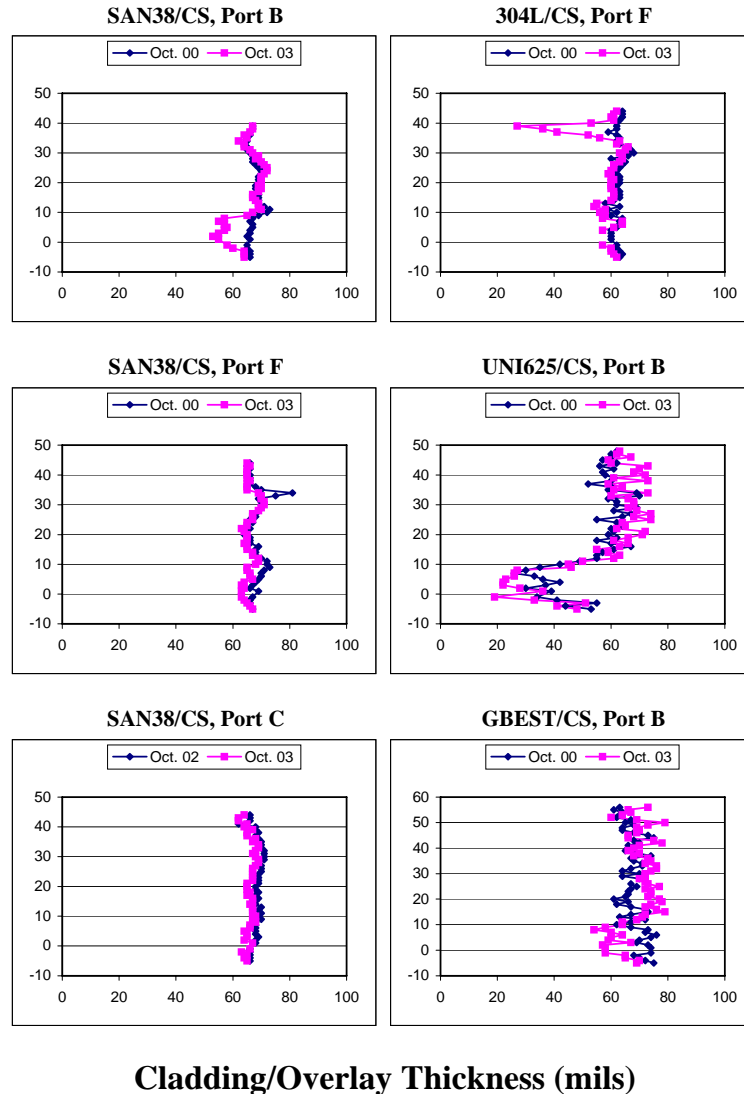 SAN38/CS, Port B
Oct. 00 Oct. 03
50
40
30
20
10
0
-10
0 20 40 60 80 100
304L/CS, Port F
Oct. 00 Oct. 03
50
40
30
20
10
0
-10
0 20 40 60 80 100
SAN38/CS, Port F
Oct. 00 Oct. 03
50
40
30
20
10
0
-10
0 20 40 60 80 100
UNI625/CS, Port B
Oct. 00 Oct. 03
50
40
30
20
10
0
-10
0 20 40 60 80 100
SAN38/CS, Port C
Oct. 02 Oct. 03
50
40
30
20
10
0
-10
0 20 40 60 80 100
GBEST/CS, Port B
Oct. 00 Oct. 03
60
50
40
30
20
10
0
-10
0 20 40 60 80 100
Cladding/Overlay Thickness (mils)